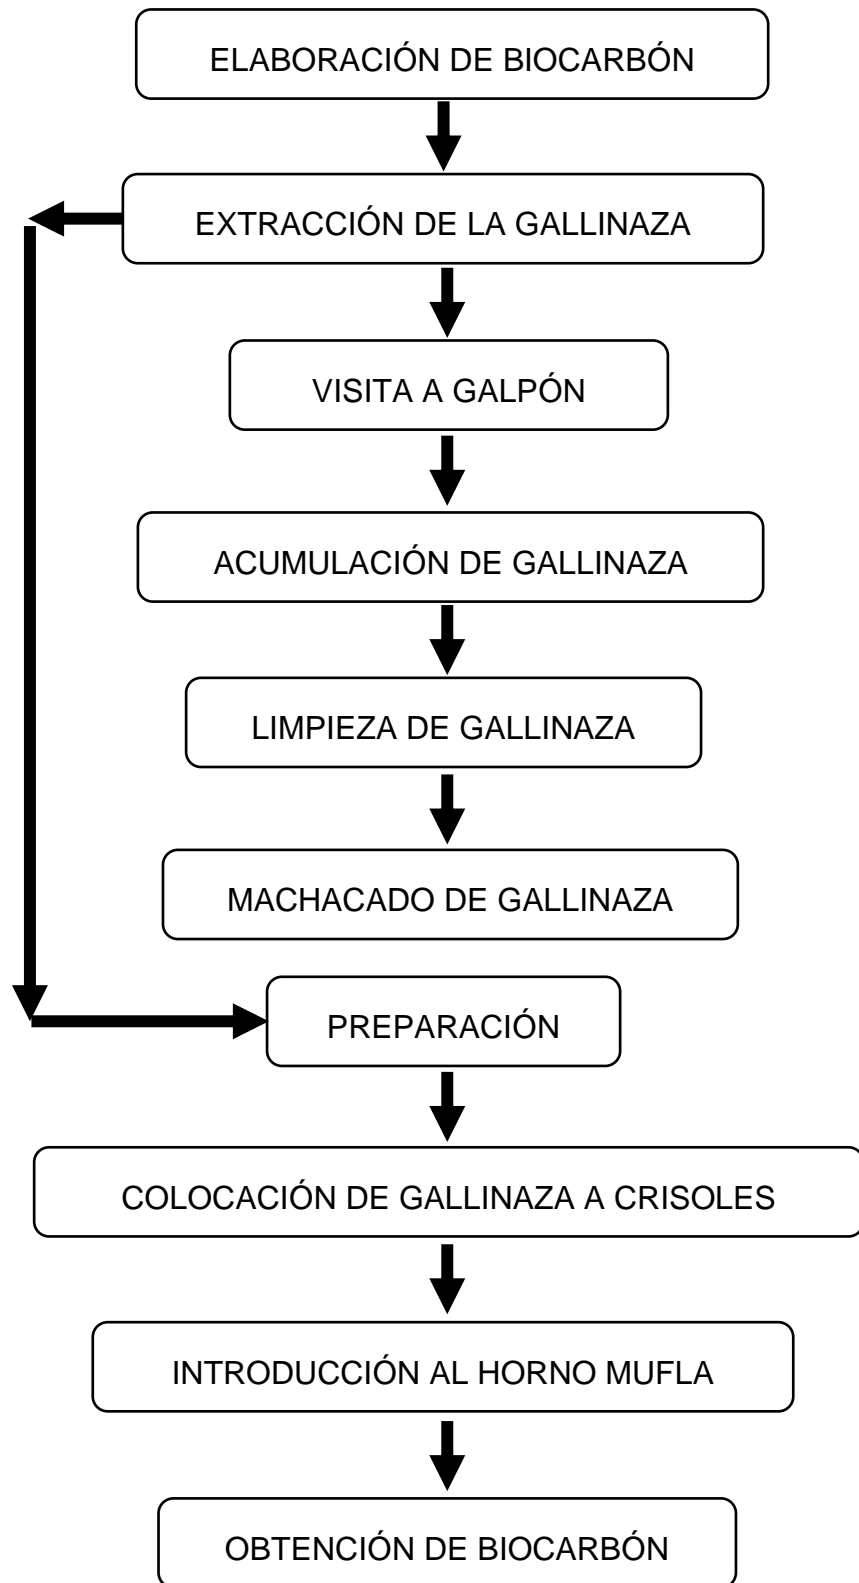 ELABORACIÓN DE BIOCARBÓN
EXTRACCIÓN DE LA GALLINAZA
VISITA A GALPÓN
ACUMULACIÓN DE GALLINAZA
LIMPIEZA DE GALLINAZA
MACHACADO DE GALLINAZA
PREPARACIÓN
COLOCACIÓN DE GALLINAZA A CRISOLES
INTRODUCCIÓN AL HORNO MUFLA
OBTENCIÓN DE BIOCARBÓN